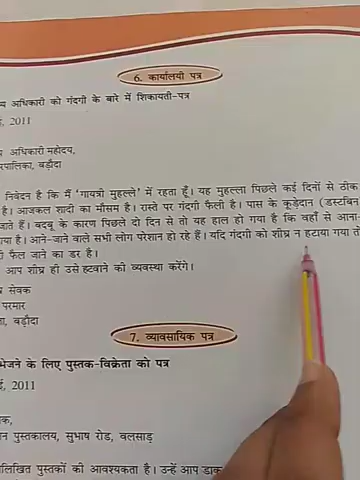 6. कार्यालयी पत्र
अधिकारी को गंदगी के बारे में शिकायती-पत्र
2011
अधिकारी महोदय,
बड़ौदा
निवेदन है कि मैं 'गायत्री मुहल्ले' में रहता हूँ। यह मुहल्ला पिछले कई दिनों से ठीक
है। आजकल शादी का मौसम है। रास्ते पर गंदगी फैली है। पास के कूड़ेदान (डस्टबिन
जाते हैं। बदबू के कारण पिछले दो दिन से तो यह हाल हो गया है कि वहाँ से आना-
गया है। आने-जाने वाले सभी लोग परेशान हो रहे हैं। यदि गंदगी को शीघ्र न हटाया गया तो
फैल जाने का डर है।
आप शीघ्र ही उसे हटवाने की व्यवस्था करेंगे।
सेवक
परमार
बड़ौदा
7. व्यावसायिक पत्र
भेजने के लिए पुस्तक-विक्रेता को पत्र
2011
पुस्तकालय, सुभाष रोड, वलसाड़
लिखित पुस्तकों की आवश्यकता है। उन्हें आप डाक